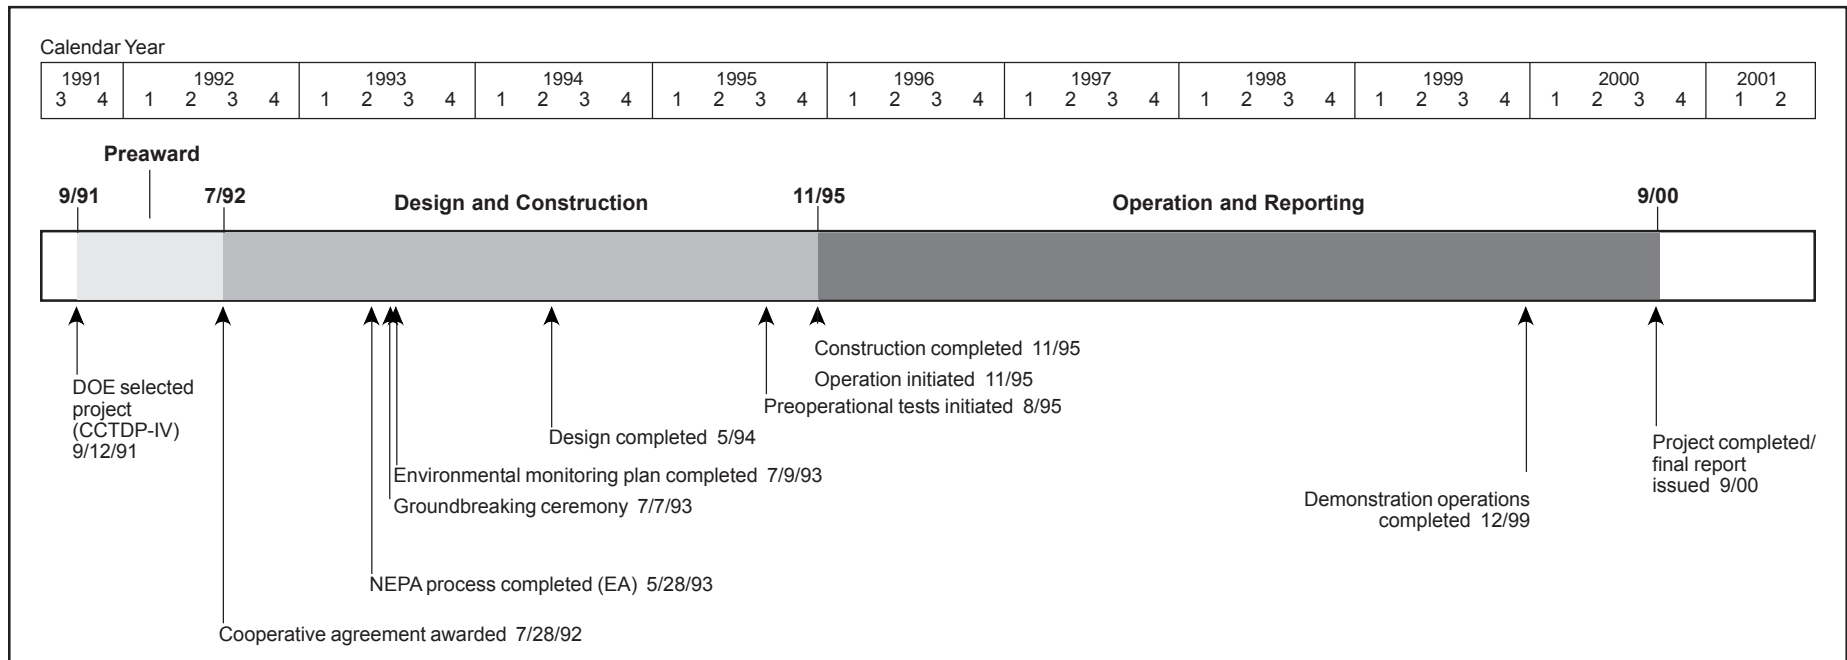 Calendar Year
1991 1992 1993 1994 1995 1996 1997 1998 1999 2000 2001
3 4 1 2 3 4 1 2 3 4 1 2 3 4 1 2 3 4 1 2 3 4 1 2 3 4 1 2 3 4 1 2 3 4 1 2 3 4 1 2
Preaward
9/91 7/92 Design and Construction 11/95 Operation and Reporting 9/00
Construction completed 11/95
DOE selected
project
(CCTDP-IV)
9/12/91
Operation initiated 11/95
Preoperational tests initiated 8/95
Design completed 5/94
Project completed/
final report
issued 9/00
Environmental monitoring plan completed 7/9/93
Groundbreaking ceremony 7/7/93
Demonstration operations
completed 12/99
NEPA process completed (EA) 5/28/93
Cooperative agreement awarded 7/28/92